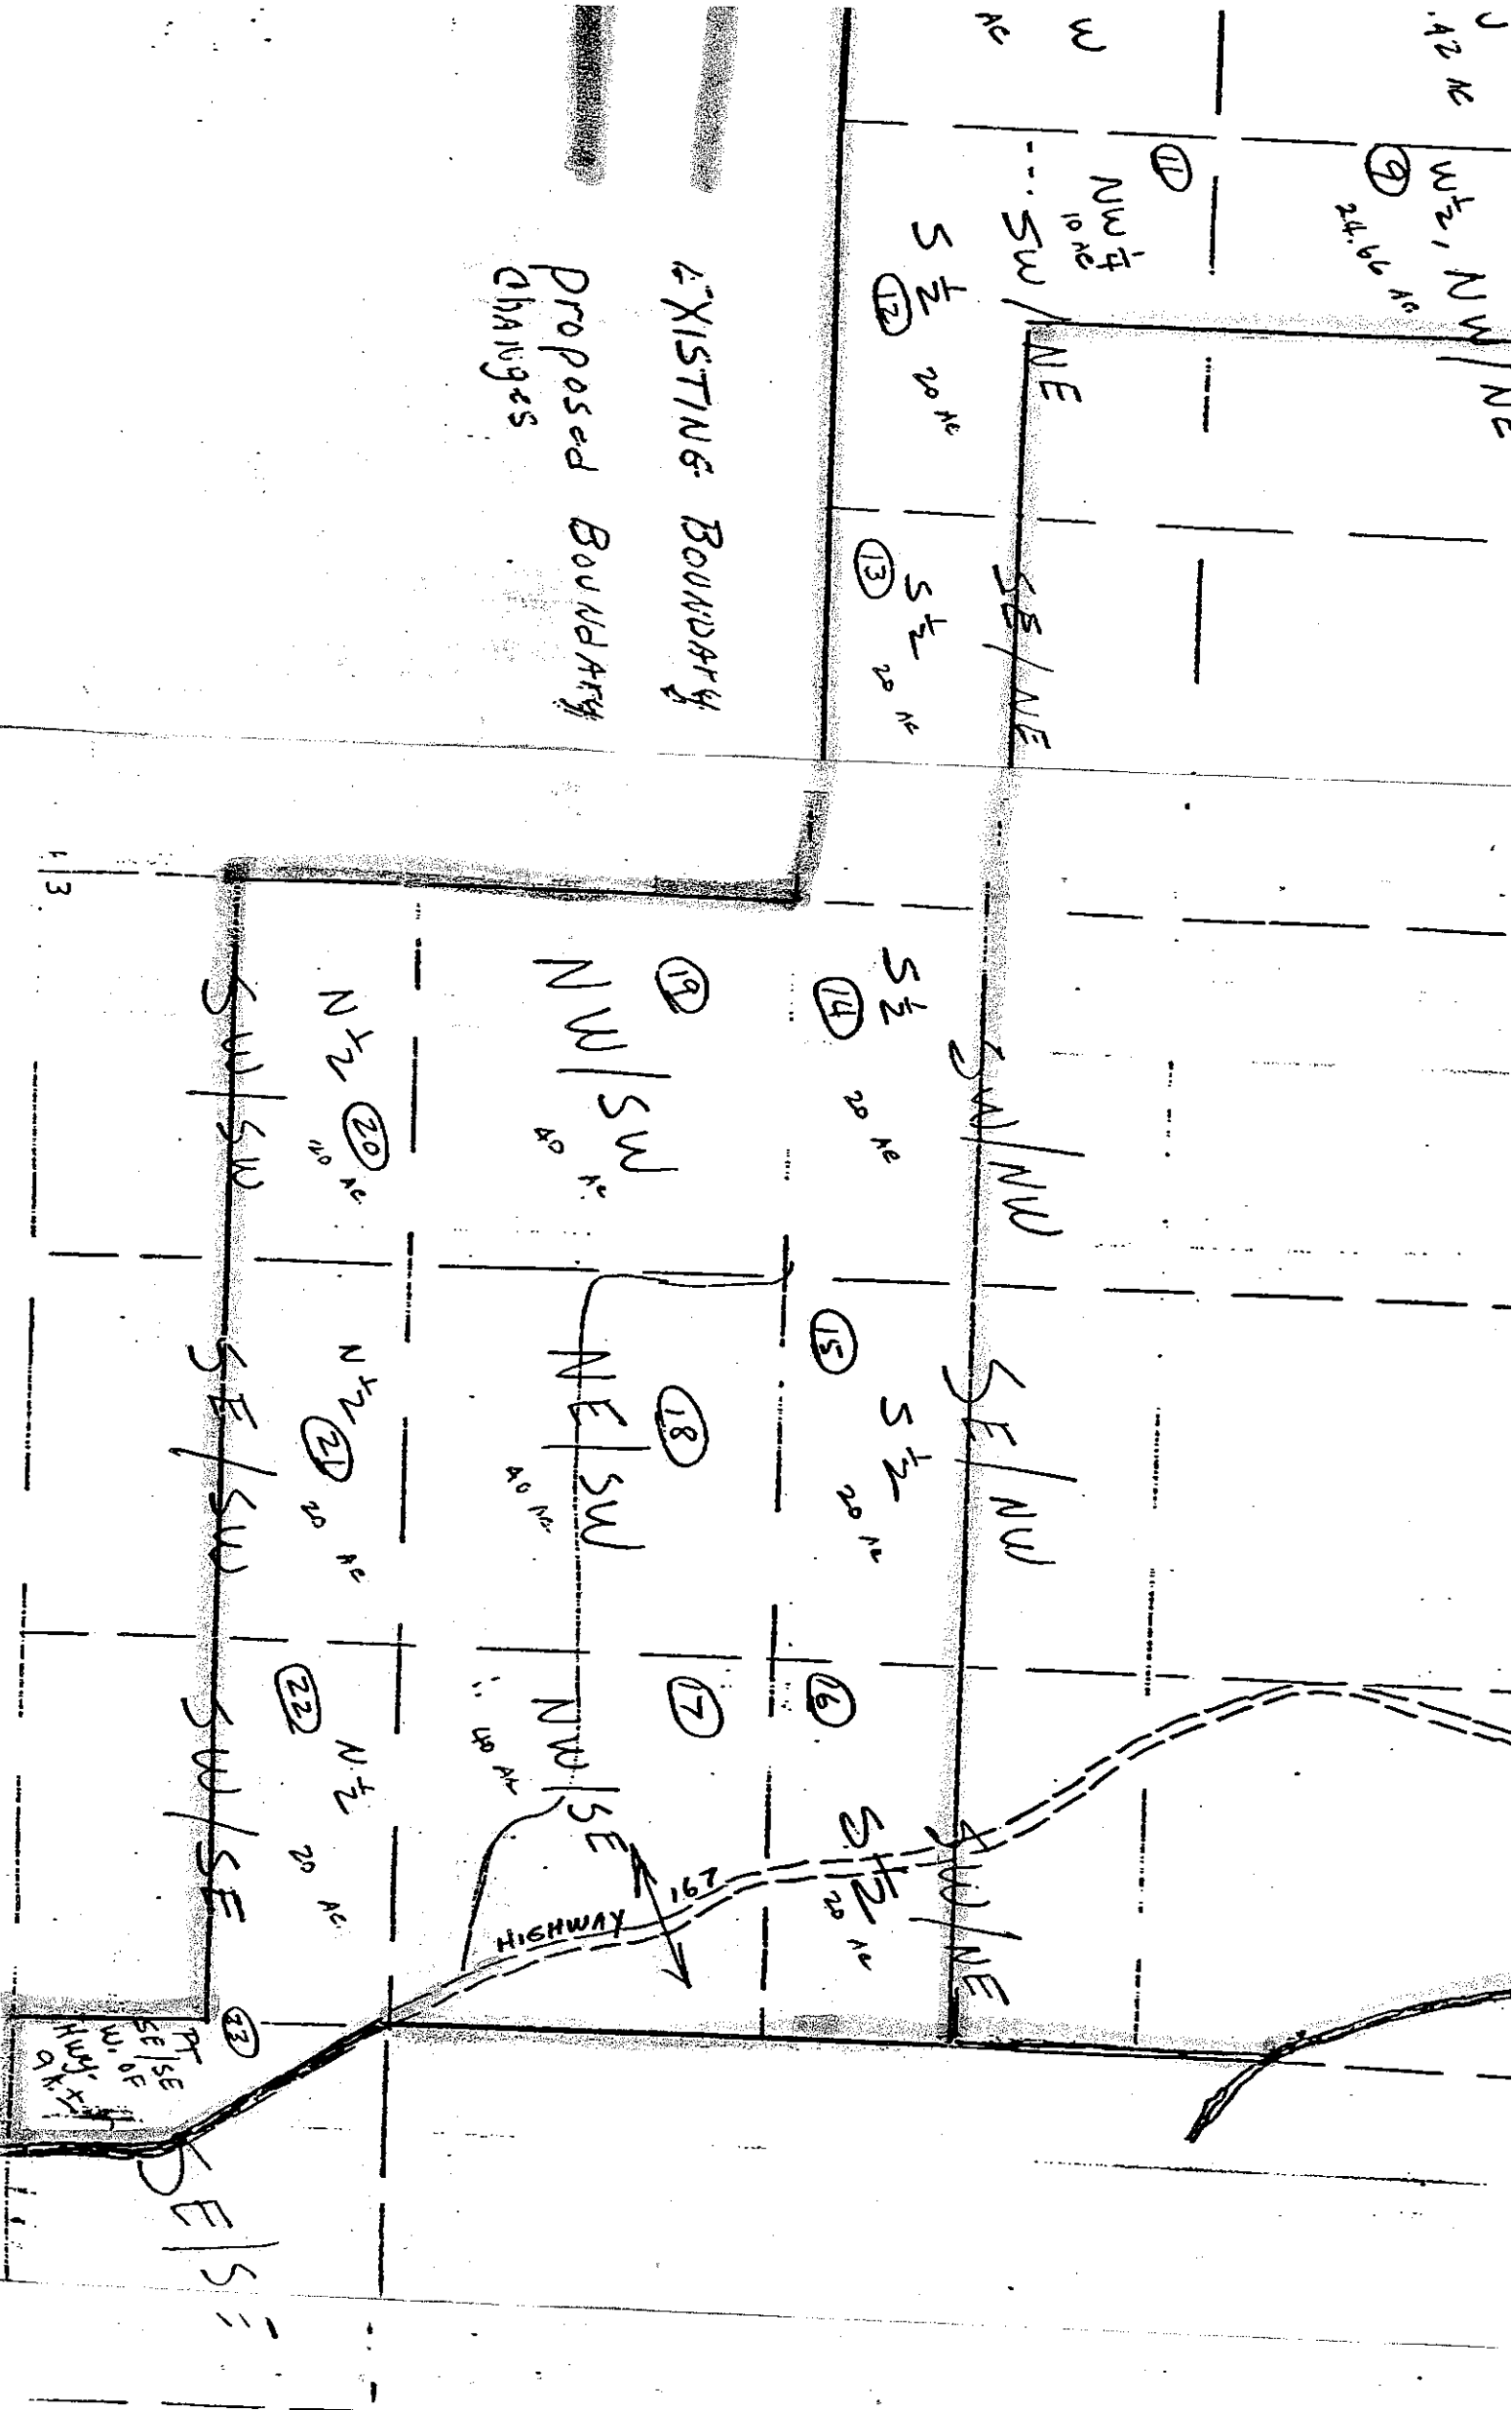 .42 AC
W½, NW/NE
9
24.66 AC
W
AC
11
NW¼
10 AC
SW/NE
S½
12
20 AC
SE/NE
13
S½
20 AC
EXISTING BOUNDARY
Proposed BOUNDARY
CHANGES
SW/NW
S½
14
20 AC
SE/NW
15
S½
20 AC
SW/NE
16
S½
20 AC
19
NW/SW
40 AC
18
NE/SW
40 AC
17
NW/SE
40 AC
HIGHWAY 167
N½
20
AC
SW/SW
N½
21
20 AC
SE/SW
22
N½
20 AC
SW/SE
23
PT
SE/SE
W. OF
HWY
E/SE
13